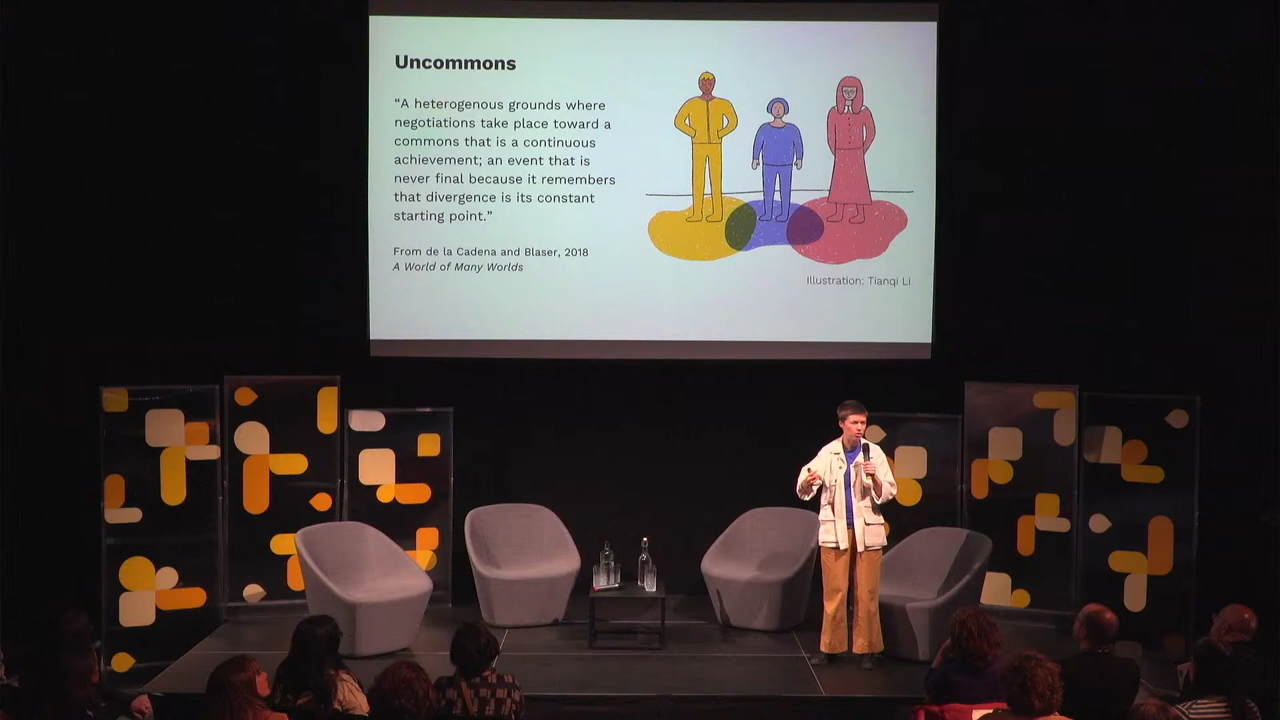 Uncommons
“A heterogenous grounds where
negotiations take place toward a
commons that is a continuous
achievement; an event that is
never final because it remembers
that divergence is its constant
starting point.”
From de la Cadena and Blaser, 2018
A World of Many Worlds
Illustration: Tianqi Li